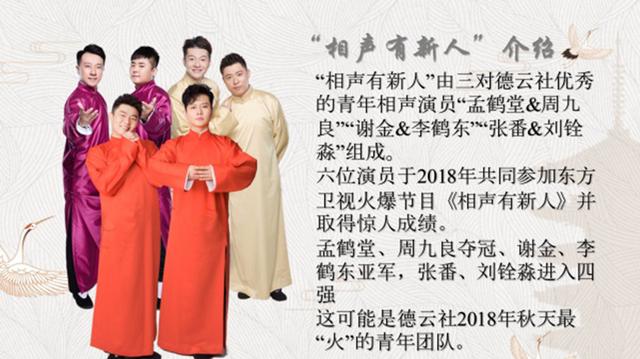 “相声有新人”介绍
“相声有新人”由三对德云社优秀
的青年相声演员“孟鹤堂&周九
良”“谢金&李鹤东”“张番&刘铨
淼”组成。
六位演员于2018年共同参加东方
卫视火爆节目《相声有新人》并
取得惊人成绩。
孟鹤堂、周九良夺冠、谢金、李
鹤东亚军，张番、刘铨淼进入四
强
这可能是德云社2018年秋天最
“火”的青年团队。